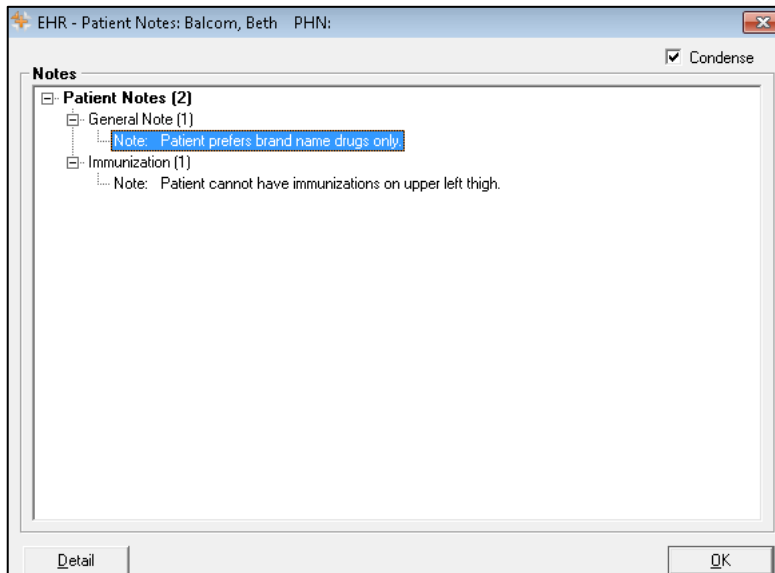 EHR - Patient Notes: Balcom, Beth PHN:
Condense
Notes
Patient Notes (2)
General Note (1)
Note: Patient prefers brand name drugs only.
Immunization (1)
Note: Patient cannot have immunizations on upper left thigh.
Detail
OK